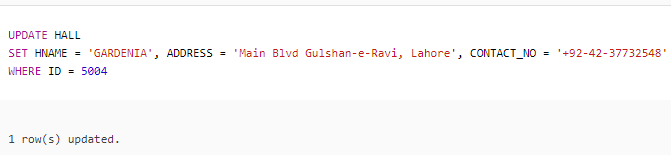 UPDATE HALL
SET HNAME = 'GARDENIA', ADDRESS = 'Main Blvd Gulshan-e-Ravi, Lahore', CONTACT_NO = '+92-42-37732548'
WHERE ID = 5004
1 row(s) updated.